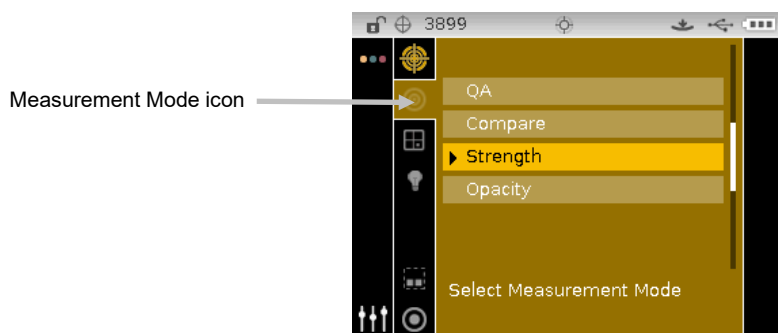 3899
Measurement Mode icon
QA
Compare
Strength
Opacity
Select Measurement Mode